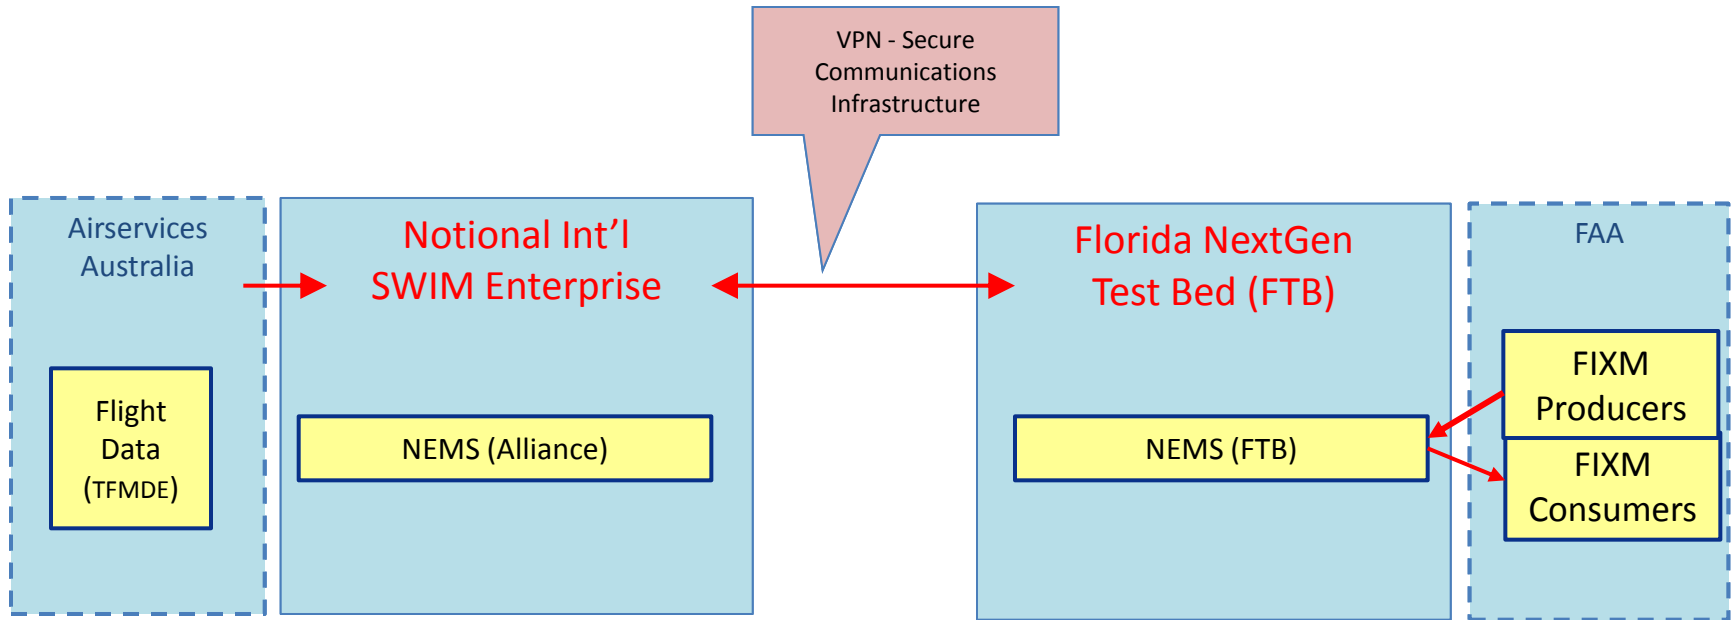 VPN - Secure
Communications
Infrastructure
Airservices
Australia
Notional Int’l
SWIM Enterprise
Florida NextGen
Test Bed (FTB)
FAA
Flight
Data
(TFMDE)
NEMS (Alliance)
NEMS (FTB)
FIXM
Producers
FIXM
Consumers